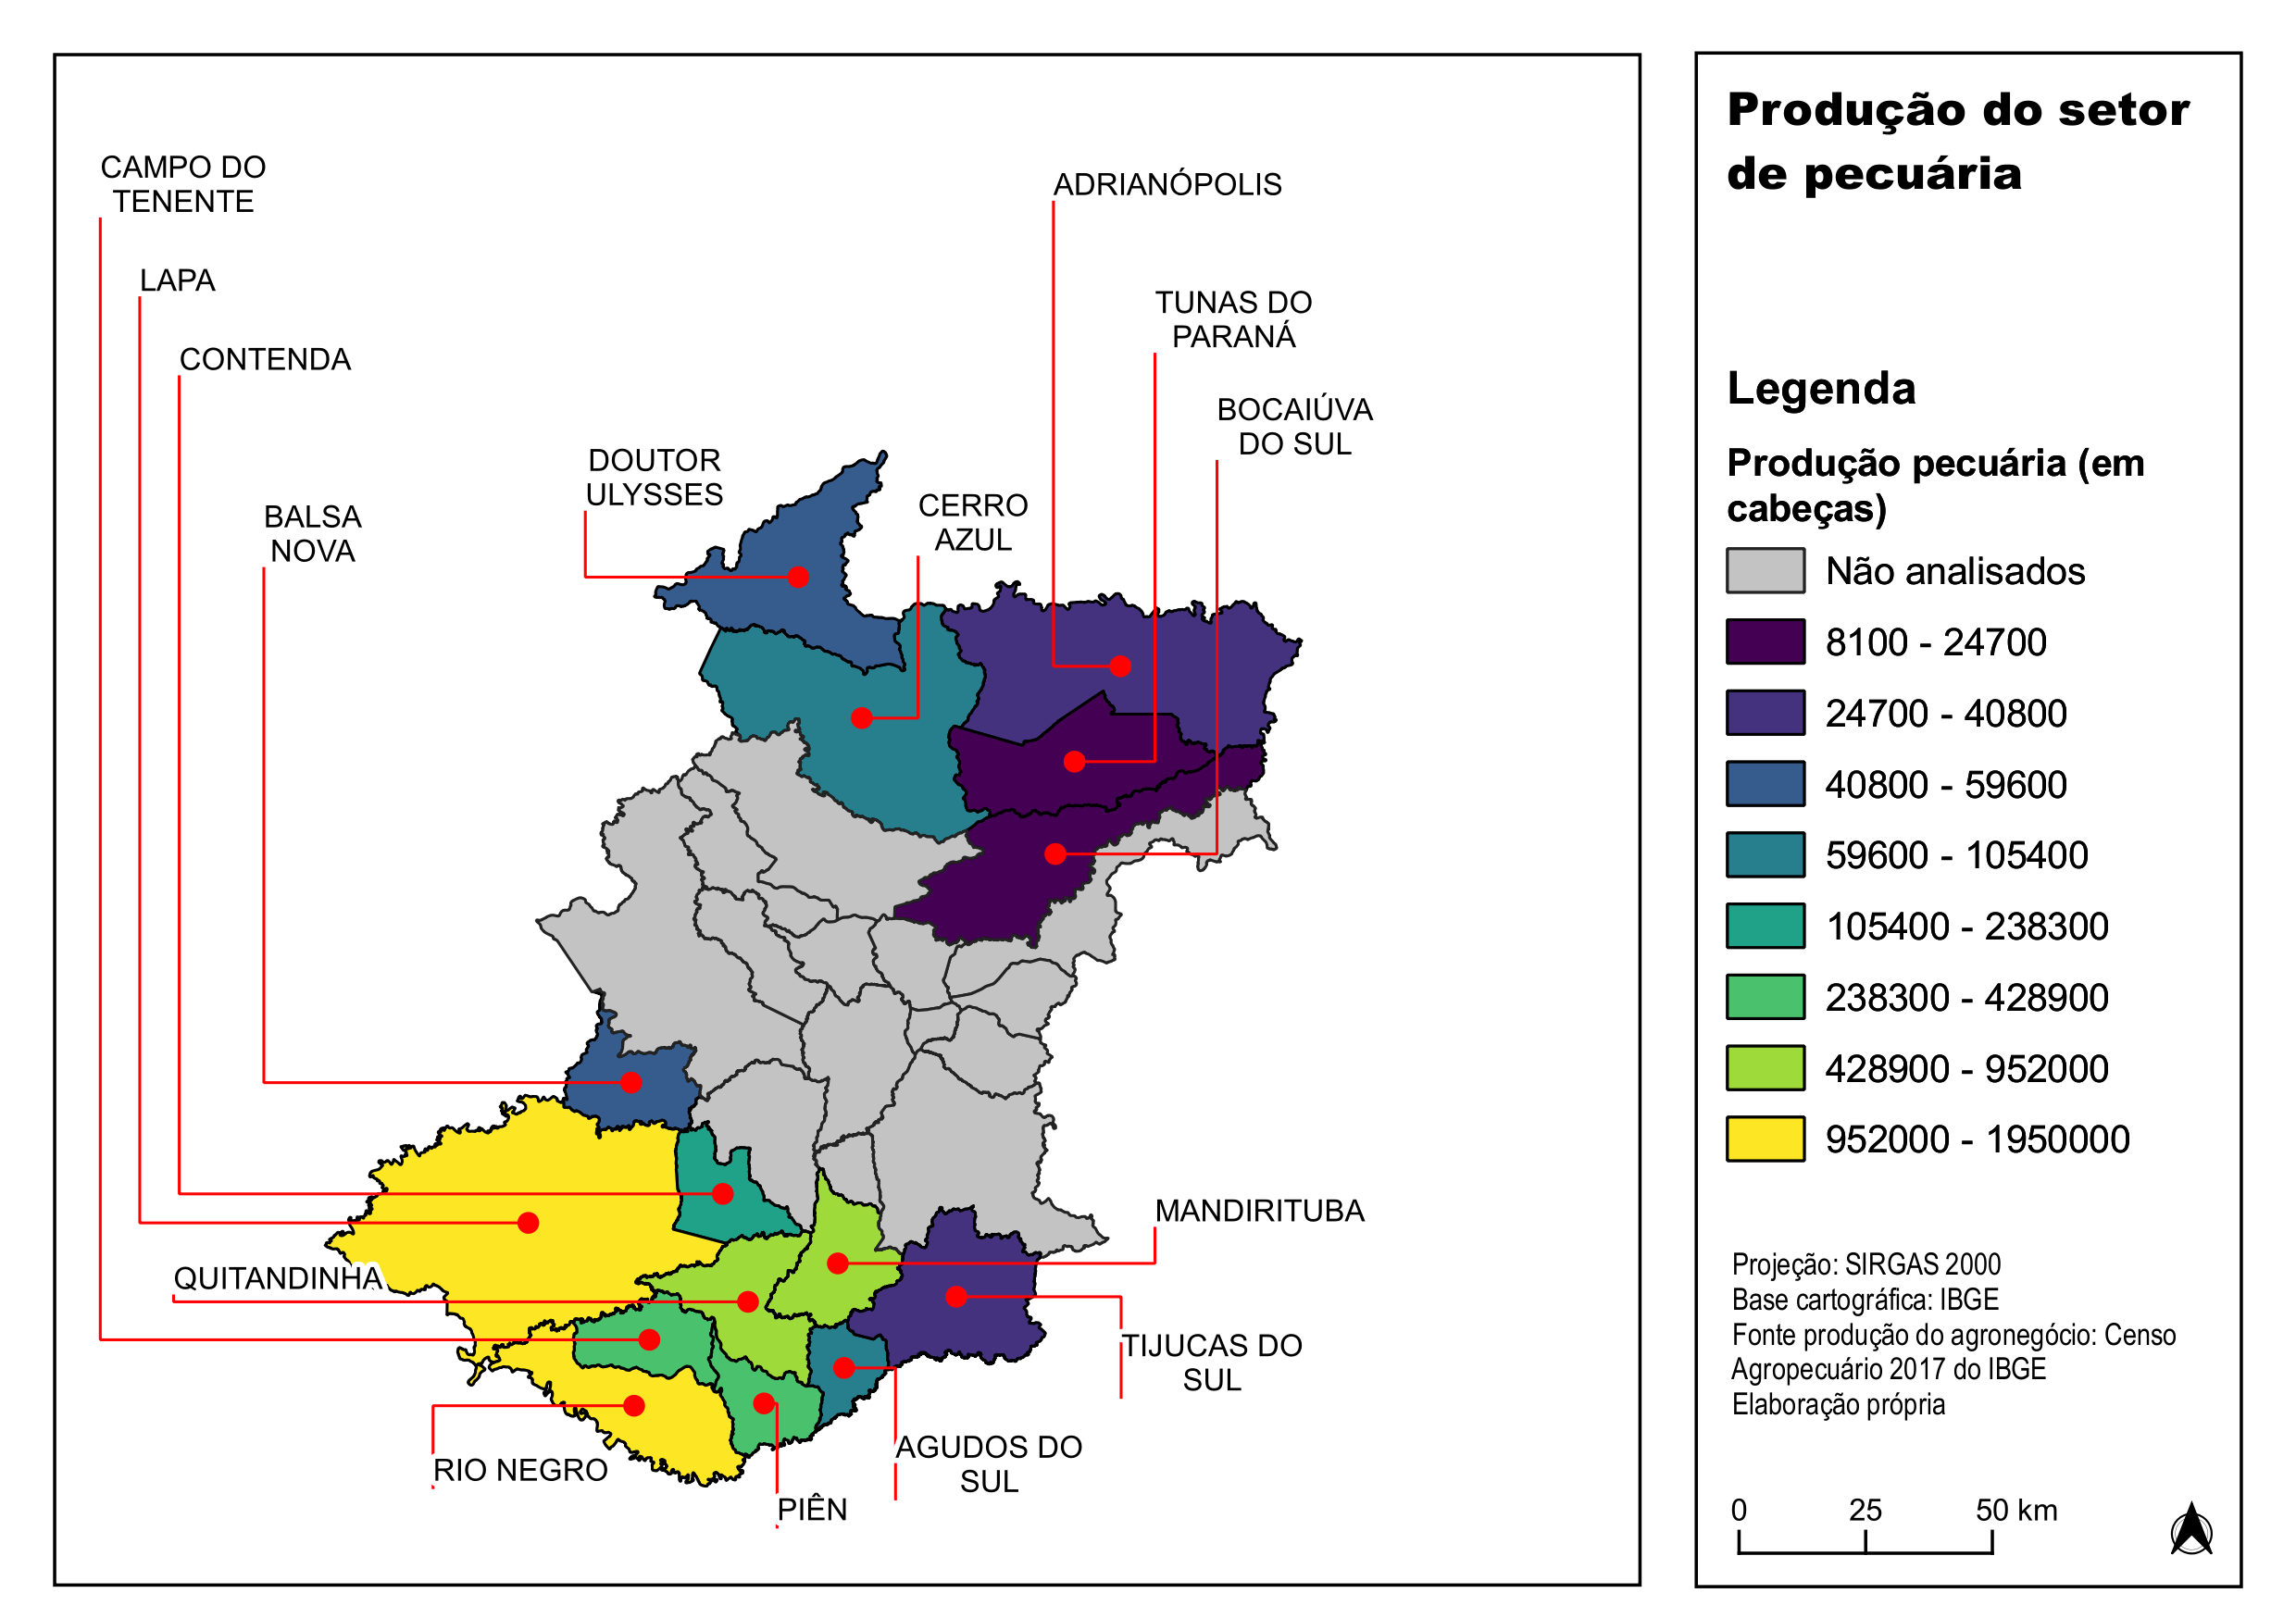 CAMPO DO
TENENTE
LAPA
CONTENDA
BALSA
NOVA
DOUTOR
ULYSSES
CERRO
AZUL
ADRIANÓPOLIS
TUNAS DO
PARANÁ
BOCAIÚVA
DO SUL
MANDIRITUBA
QUITANDINHA
TIJUCAS DO
SUL
AGUDOS DO
SUL
RIO NEGRO
PIÊN
Produção do setor
de pecuária
Legenda
Produção pecuária (em
cabeças)
Não analisados
8100 - 24700
24700 - 40800
40800 - 59600
59600 - 105400
105400 - 238300
238300 - 428900
428900 - 952000
952000 - 1950000
Projeção: SIRGAS 2000
Base cartográfica: IBGE
Fonte produção do agronegócio: Censo
Agropecuário 2017 do IBGE
Elaboração própria
0 25 50 km